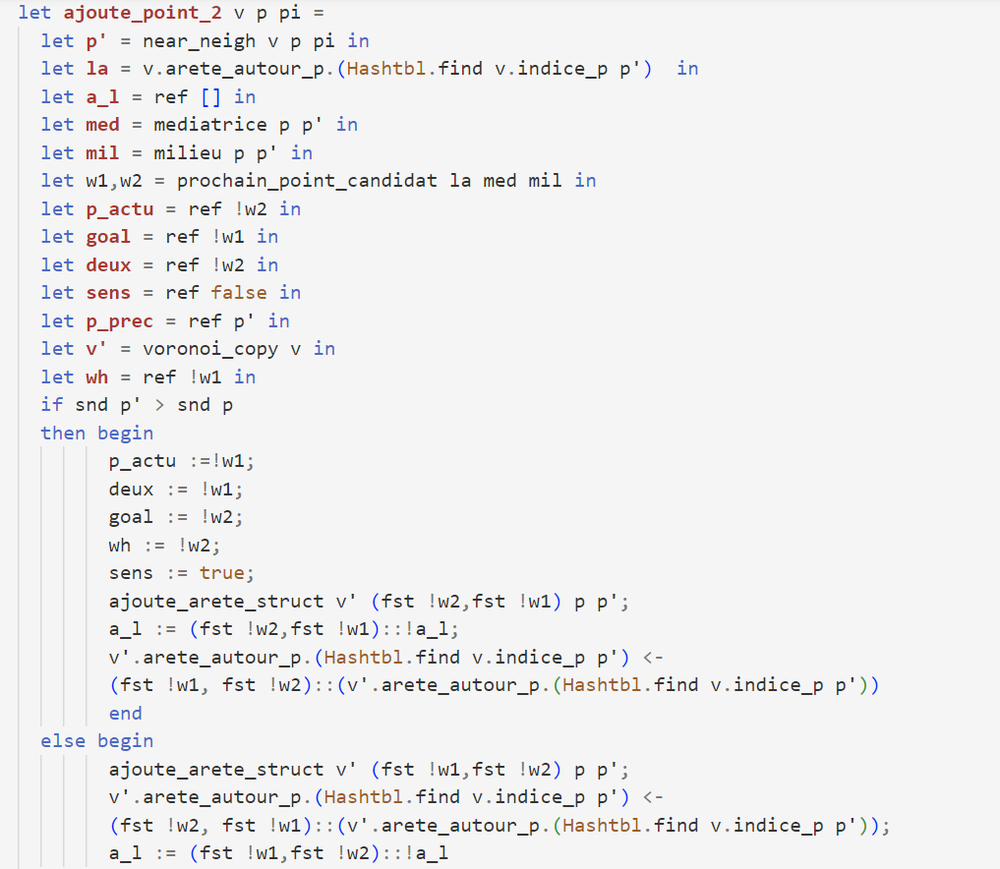 let ajoute_point_2 v p pi =
let p' = near_neigh v p pi in
let la = v.arete_autour_p.(Hashtbl.find v.indice_p p')  in
let a_l = ref [] in
let med = mediatrice p p' in
let mil = milieu p p' in
let w1,w2 = prochain_point_candidat la med mil in
let p_actu = ref !w2 in
let goal = ref !w1 in
let deux = ref !w2 in
let sens = ref false in
let p_prec = ref p' in
let v' = voronoi_copy v in
let wh = ref !w1 in
if snd p' > snd p
then begin
p_actu :=!w1;
deux := !w1;
goal := !w2;
wh := !w2;
sens := true;
ajoute_arete_struct v' (fst !w2,fst !w1) p p';
a_l := (fst !w2,fst !w1)::!a_l;
v'.arete_autour_p.(Hashtbl.find v.indice_p p') <-
(fst !w1, fst !w2)::(v'.arete_autour_p.(Hashtbl.find v.indice_p p'))
end
else begin
ajoute_arete_struct v' (fst !w1,fst !w2) p p';
v'.arete_autour_p.(Hashtbl.find v.indice_p p') <-
(fst !w2, fst !w1)::(v'.arete_autour_p.(Hashtbl.find v.indice_p p'));
a_l := (fst !w1,fst !w2)::!a_l